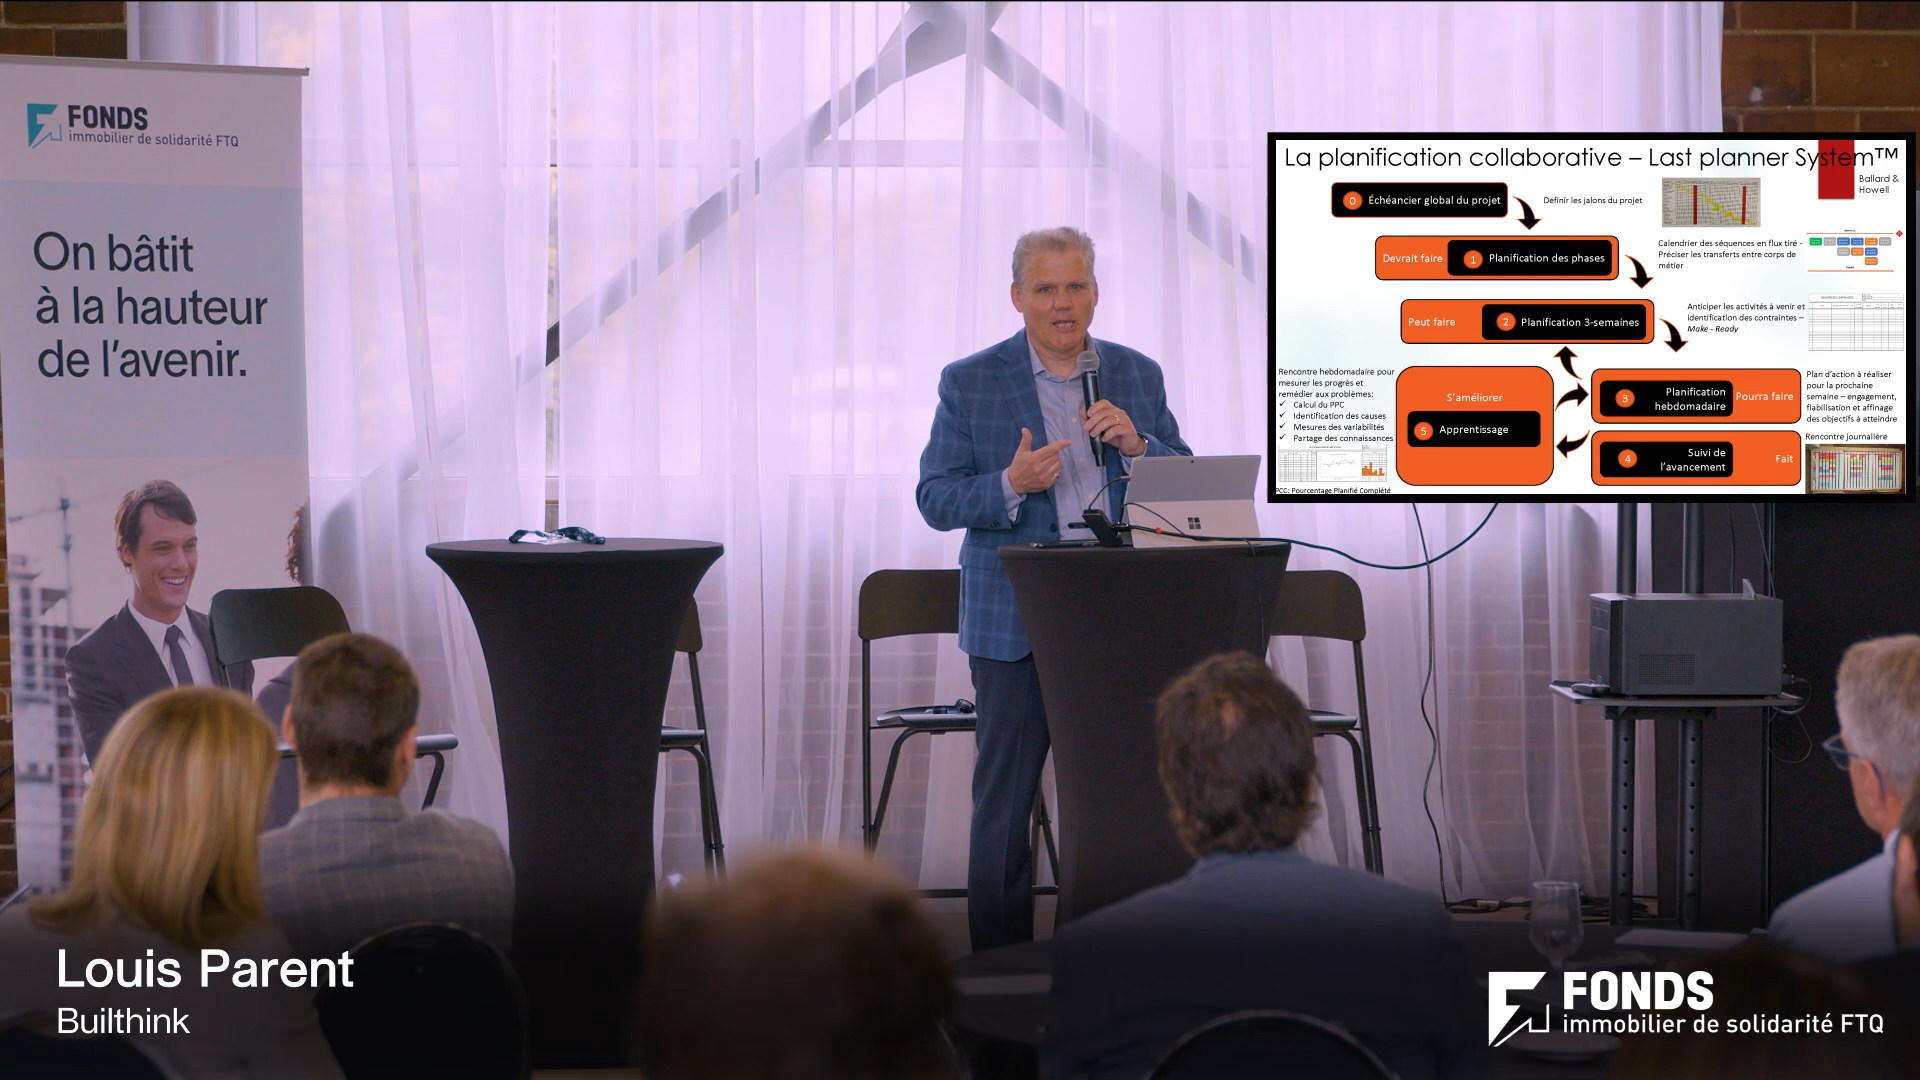 FONDS
immobilier de solidarité FTQ
On bâtit
à la hauteur
de l'avenir.
La planification collaborative – Last planner System™
Ballard &
Howell
0 Échéancier global du projet
Définir les jalons du projet
Devrait faire
1 Planification des phases
Calendrier des séquences en flux tiré -
Préciser les transferts entre corps de
métier
Peut faire
2 Planification 3-semaines
Anticiper les activités à venir et
identification des contraintes –
Make - Ready
Rencontre hebdomadaire pour
mesurer les progrès et
remédier aux problèmes:
✓ Calcul du PPC
✓ Identification des causes
✓ Mesures des variabilités
✓ Partage des connaissances
PCC: Pourcentage Planifié Complété
S'améliorer
5 Apprentissage
3 Planification
hebdomadaire
Pourra faire
Plan d'action à réaliser
pour la prochaine
semaine – engagement,
fiabilisation et affinage
des objectifs à atteindre
4 Suivi de
l'avancement
Fait
Rencontre journalière
Louis Parent
Builthink
FONDS
immobilier de solidarité FTQ